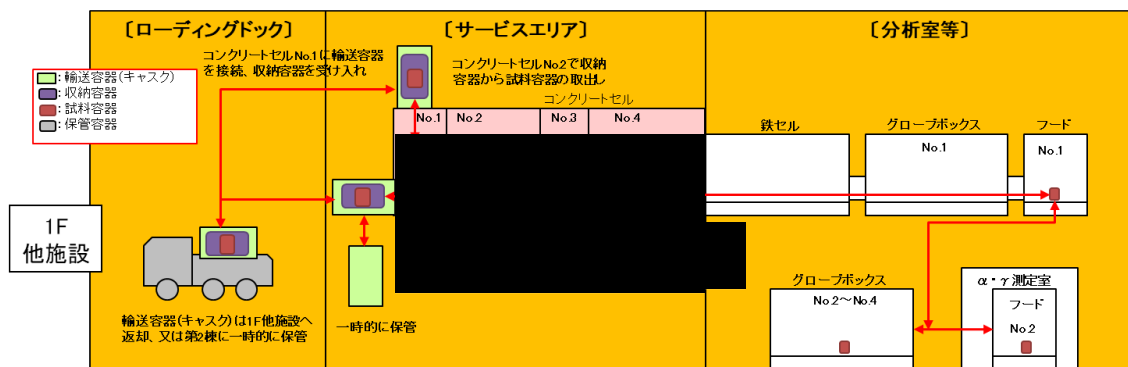 〔ローディングドック〕
〔サービスエリア〕
〔分析室等〕
コンクリートセルNo.1に輸送容器
を接続、収納容器を受け入れ
コンクリートセルNo.2で収納
容器から試料容器の取出し
:輸送容器(キャスク)
:収納容器
:試料容器
:保管容器
コンクリートセル
No.1
No.2
No.3
No.4
鉄セル
グローブボックス
No.1
フード
No.1
1F
他施設
輸送容器(キャスク)は1F他施設へ
返却、又は第2棟に一時的に保管
一時的に保管
グローブボックス
No.2～No.4
α・γ測定室
フード
No.2